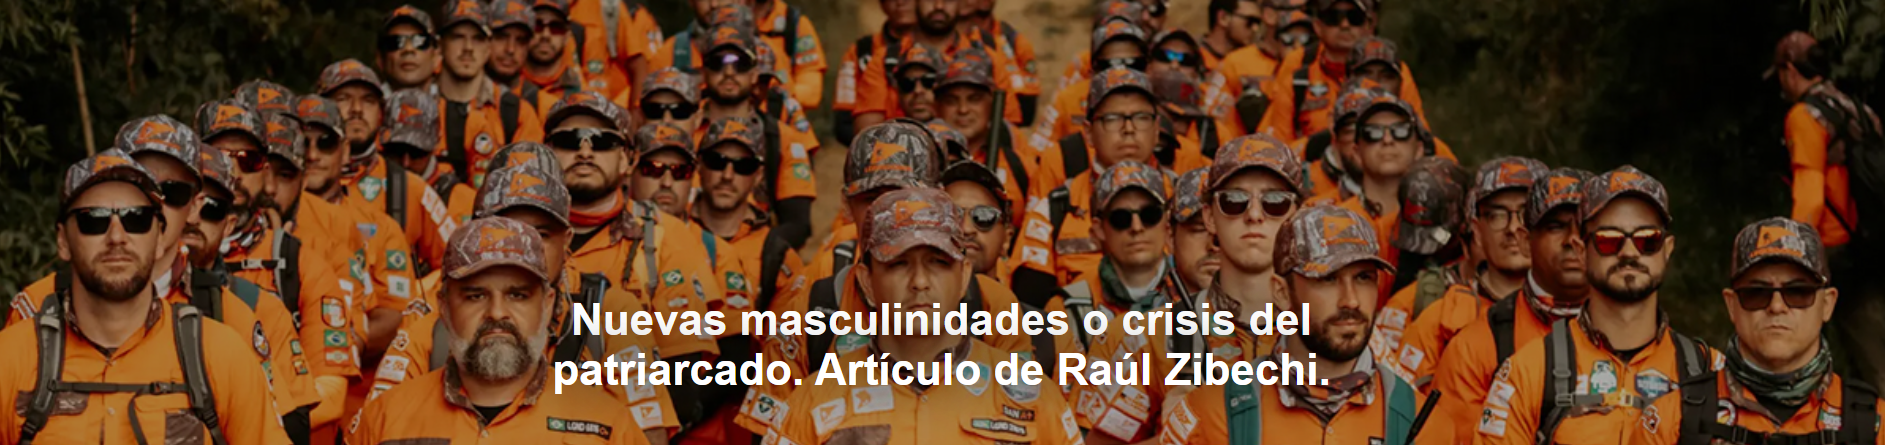 Nuevas masculinidades o crisis del
patriarcado. Artículo de Raúl Zibechi.